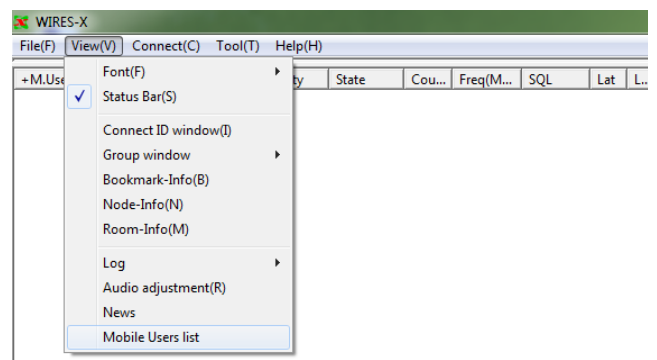 WIRES-X
File(F) View(V) Connect(C) Tool(T) Help(H)
+M.Use ty State Cou... Freq(M... SQL Lat L..
Font(F)
Status Bar(S)
Connect ID window(I)
Group window
Bookmark-Info(B)
Node-Info(N)
Room-Info(M)
Log
Audio adjustment(R)
News
Mobile Users list